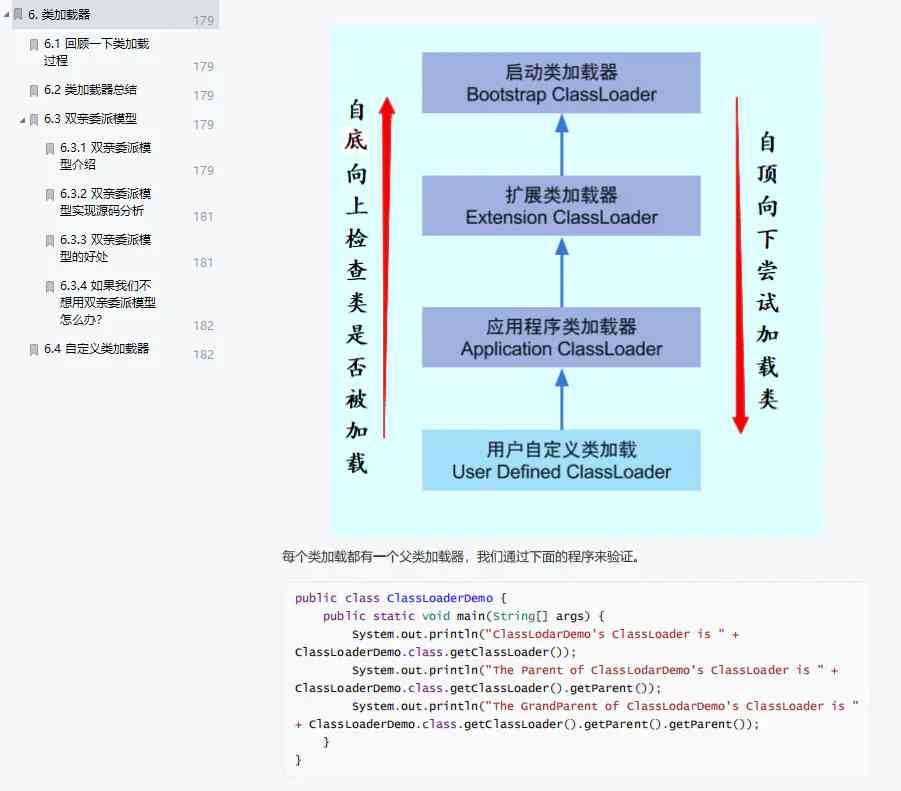 6. 类加载器
179
6.1 回顾一下类加载
过程
179
6.2 类加载器总结
179
6.3 双亲委派模型
179
6.3.1 双亲委派模
型介绍
179
6.3.2 双亲委派模
型实现源码分析
181
6.3.3 双亲委派模
型的好处
181
6.3.4 如果我们不
想用双亲委派模型
怎么办？
182
6.4 自定义类加载器
182
自底向上检查类是否被加载
启动类加载器
Bootstrap ClassLoader
扩展类加载器
Extension ClassLoader
应用程序类加载器
Application ClassLoader
用户自定义类加载
User Defined ClassLoader
自顶向下尝试加载类
每个类加载都有一个父类加载器，我们通过下面的程序来验证。
public class ClassLoaderDemo {
public static void main(String[] args) {
System.out.println("ClassLodarDemo's ClassLoader is " +
ClassLoaderDemo.class.getClassLoader());
System.out.println("The Parent of ClassLodarDemo's ClassLoader is " +
ClassLoaderDemo.class.getClassLoader().getParent());
System.out.println("The GrandParent of ClassLodarDemo's ClassLoader is "
+ ClassLoaderDemo.class.getClassLoader().getParent().getParent());
}
}